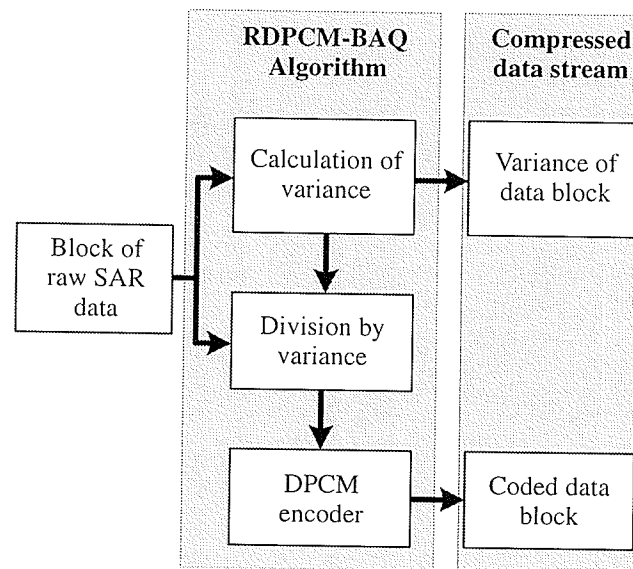 RDPCM-BAQ
Algorithm
Compressed
data stream
Calculation of
variance
Variance of
data block
Block of
raw SAR
data
Division by
variance
DPCM
encoder
Coded data
block